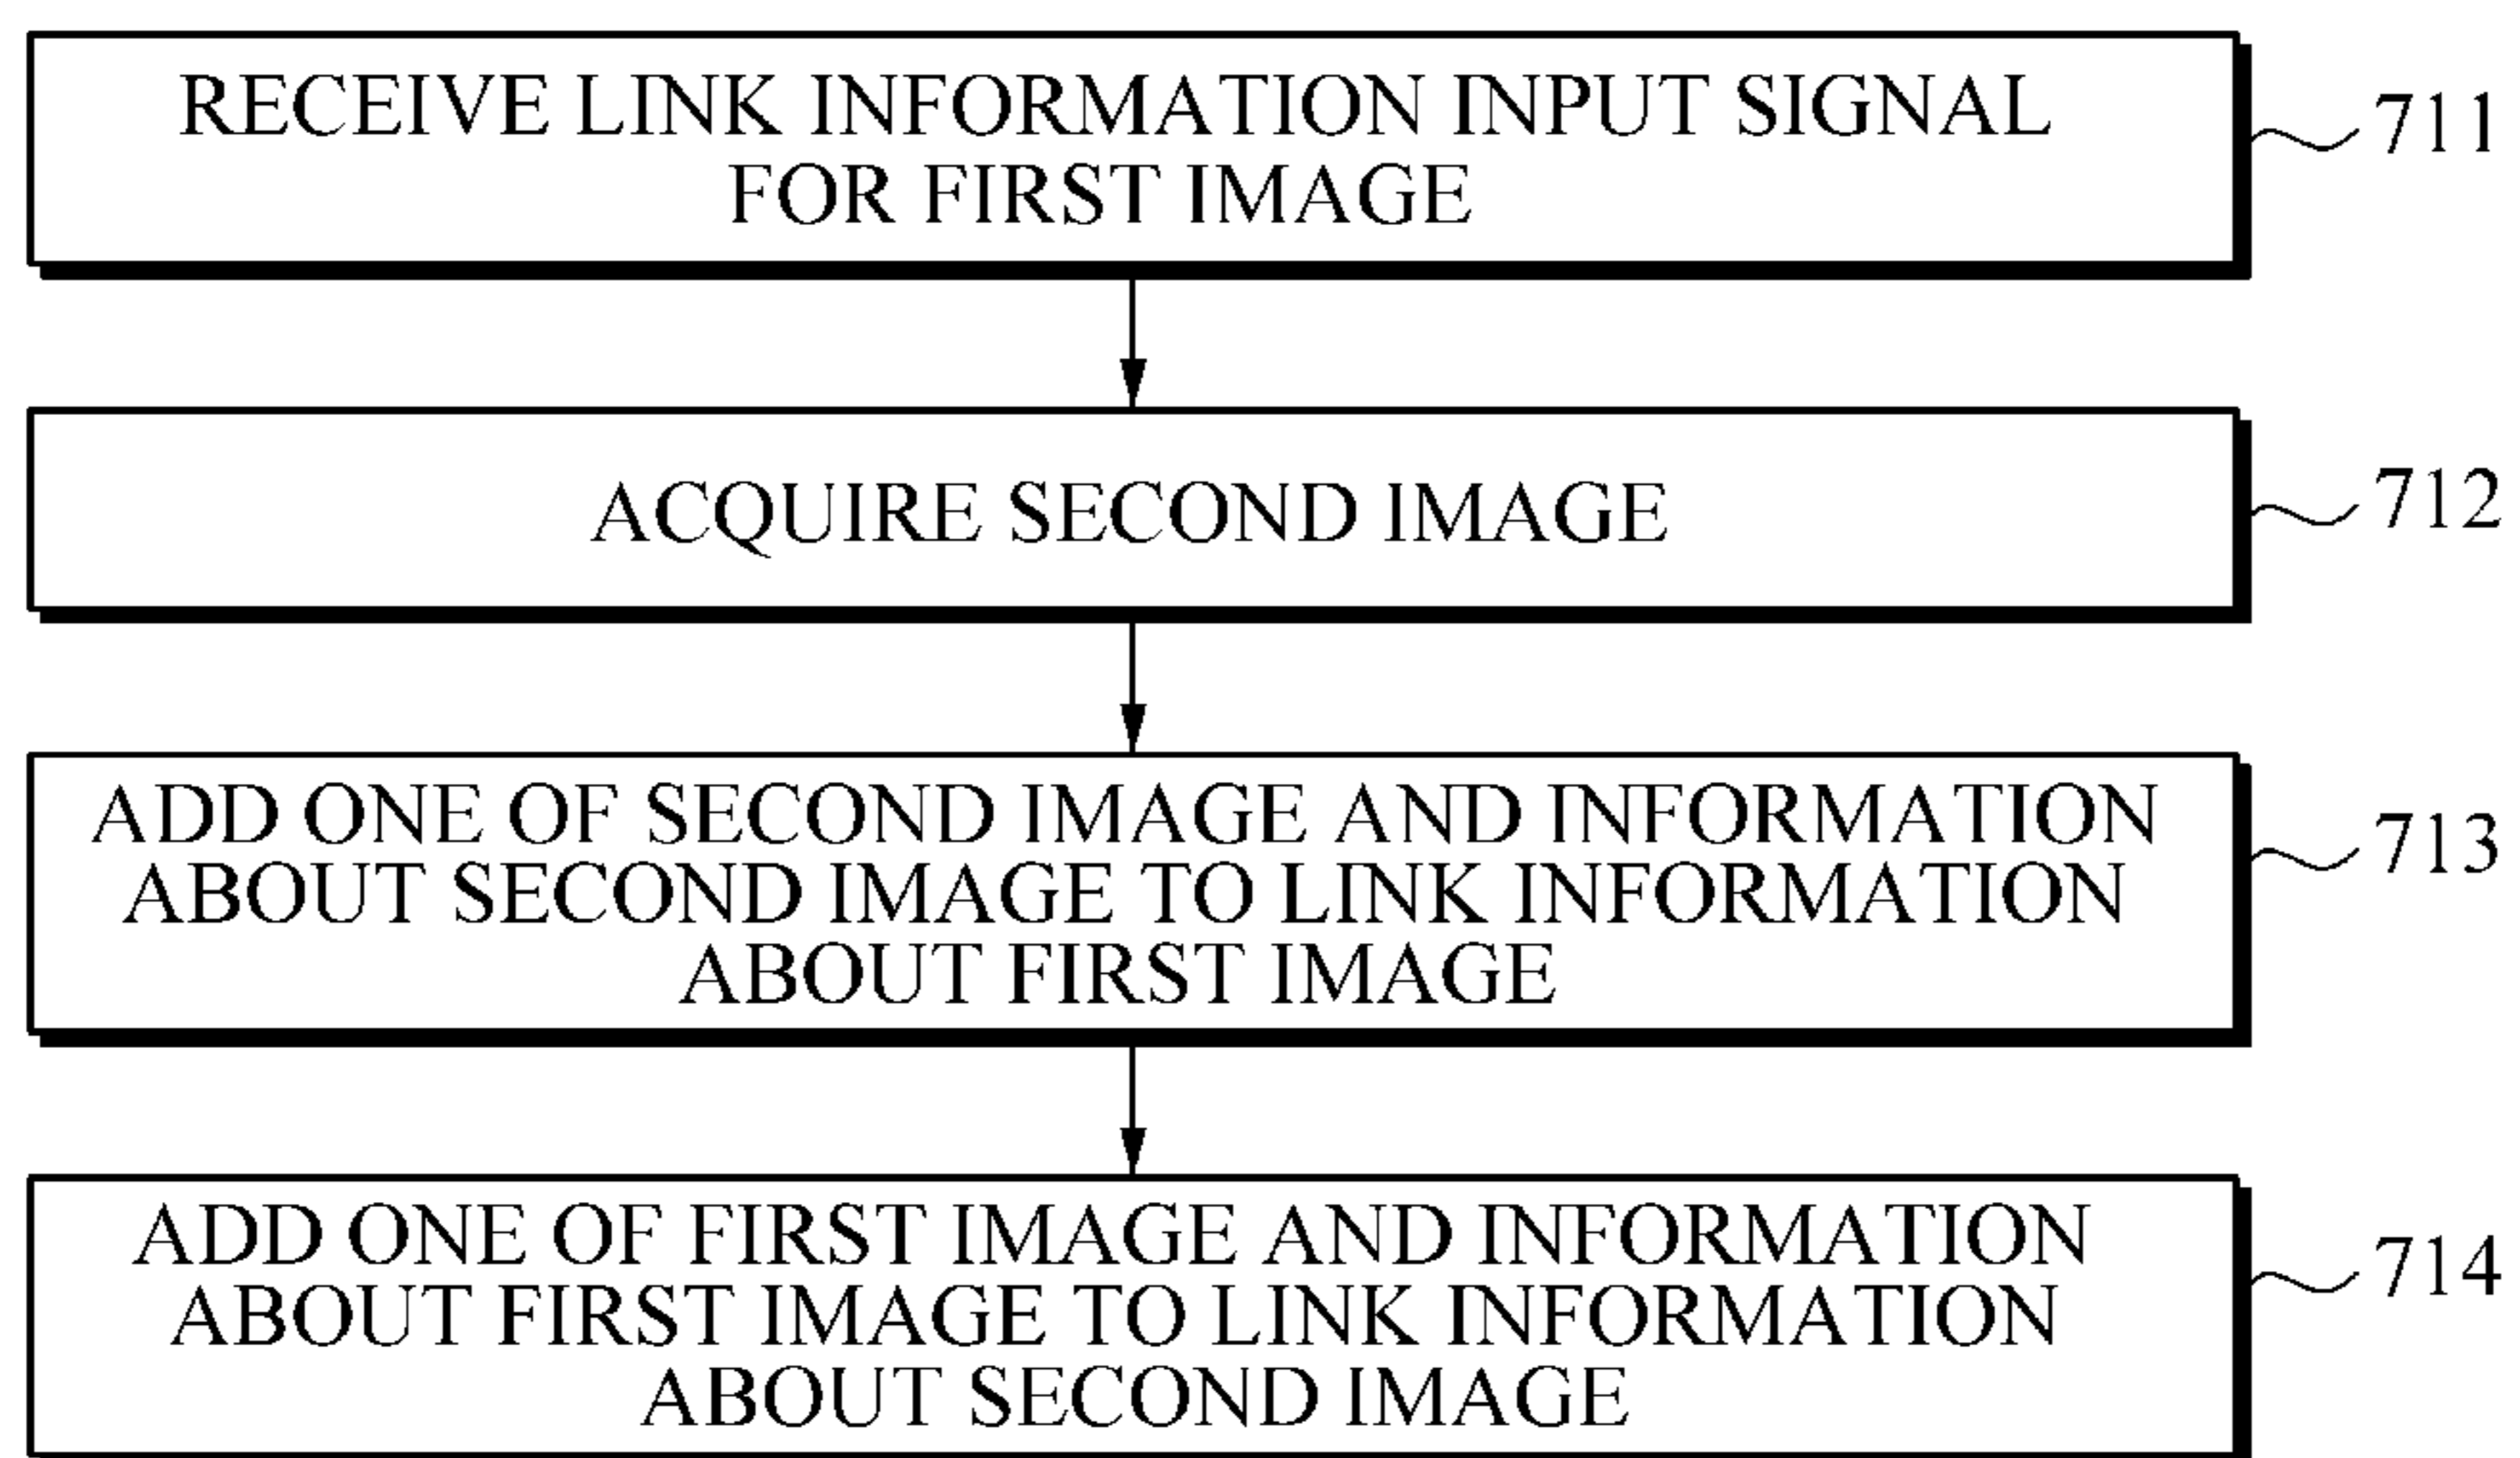 RECEIVE LINK INFORMATION INPUT SIGNAL
FOR FIRST IMAGE
711
ACQUIRE SECOND IMAGE
712
ADD ONE OF SECOND IMAGE AND INFORMATION
ABOUT SECOND IMAGE TO LINK INFORMATION
ABOUT FIRST IMAGE
713
ADD ONE OF FIRST IMAGE AND INFORMATION
ABOUT FIRST IMAGE TO LINK INFORMATION
ABOUT SECOND IMAGE
714